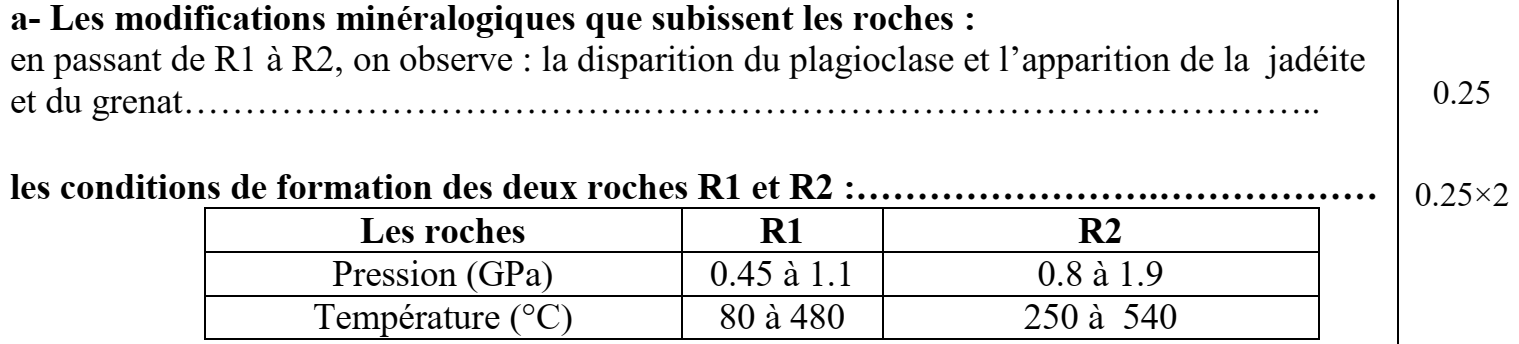 a- Les modifications minéralogiques que subissent les roches :
en passant de R1 à R2, on observe : la disparition du plagioclase et l’apparition de la jadéite
et du grenat……………………………………..………………………………………………………….. 0.25
les conditions de formation des deux roches R1 et R2 :…………………….………………… 0.25×2
Les roches R1 R2
Pression (GPa) 0.45 à 1.1 0.8 à 1.9
Température (°C) 80 à 480 250 à 540